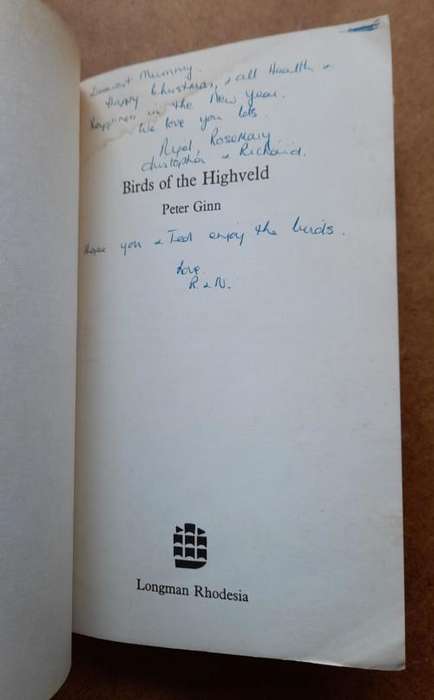 Dearest Mummy.
Happy Christmas, & all Health &
Happiness in the New Year.
We love you lots.
Nigel, Rosemary
Christopher & Richard.
Birds of the Highveld
Peter Ginn
Hope you & Ted enjoy the birds.
Love
R. & N.
Longman Rhodesia